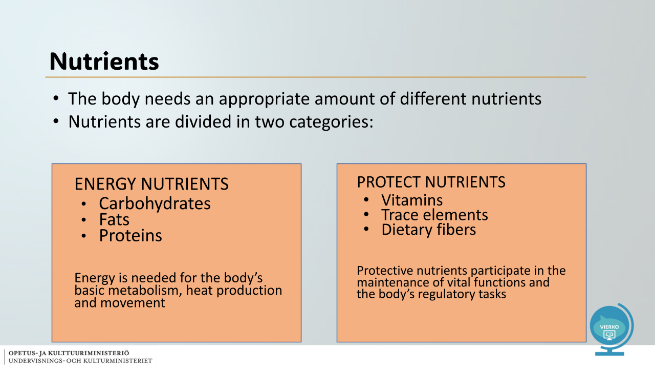 Nutrients
• The body needs an appropriate amount of different nutrients
• Nutrients are divided in two categories:
ENERGY NUTRIENTS
• Carbohydrates
• Fats
• Proteins
Energy is needed for the body's
basic metabolism, heat production
and movement
PROTECT NUTRIENTS
• Vitamins
• Trace elements
• Dietary fibers
Protective nutrients participate in the
maintenance of vital functions and
the body's regulatory tasks
VIERKO
OPETUS- JA KULTTUURIMINISTERIÖ
UNDERVISNINGS- OCH KULTURMINISTERIET